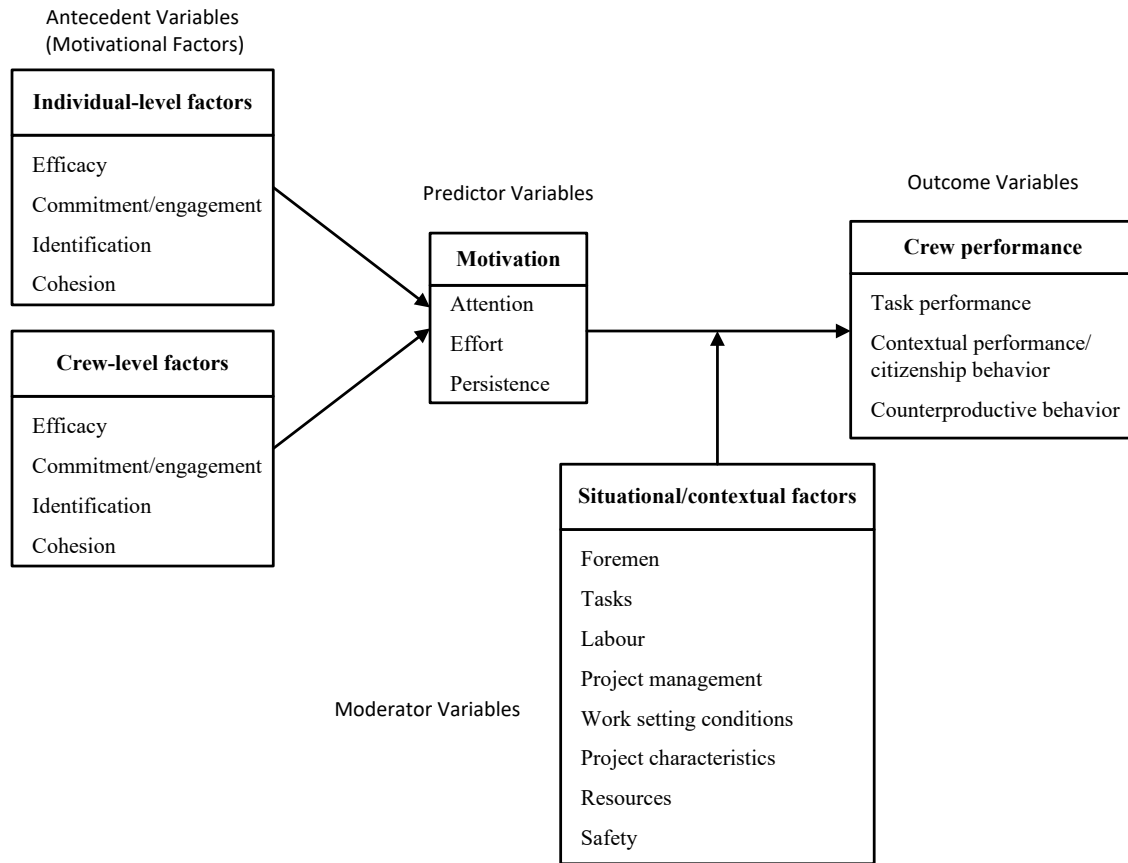 Antecedent Variables
(Motivational Factors)
Individual-level factors
Efficacy
Commitment/engagement
Identification
Cohesion
Crew-level factors
Efficacy
Commitment/engagement
Identification
Cohesion
Predictor Variables
Motivation
Attention
Effort
Persistence
Outcome Variables
Crew performance
Task performance
Contextual performance/
citizenship behavior
Counterproductive behavior
Moderator Variables
Situational/contextual factors
Foremen
Tasks
Labour
Project management
Work setting conditions
Project characteristics
Resources
Safety